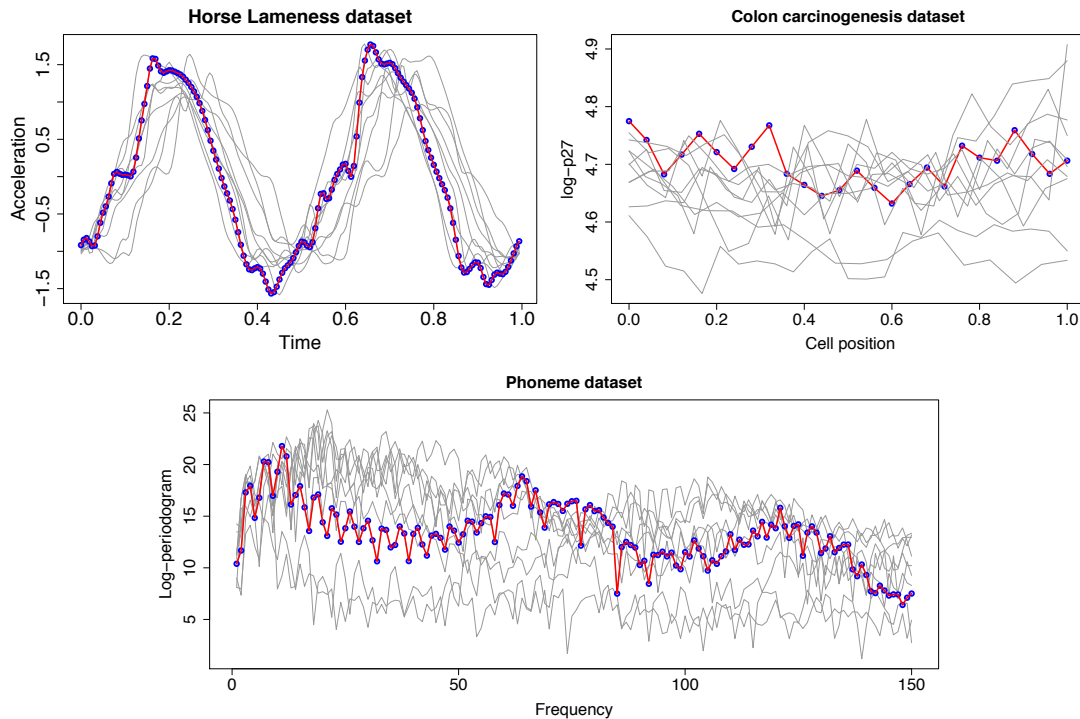 Horse Lameness dataset
Acceleration
1.5
0.5
−0.5
−1.5
0.0 0.2 0.4 0.6 0.8 1.0
Time
Colon carcinogenesis dataset
log−p27
4.9
4.8
4.7
4.6
4.5
0.0 0.2 0.4 0.6 0.8 1.0
Cell position
Phoneme dataset
Log−periodogram
25
20
15
10
5
0 50 100 150
Frequency